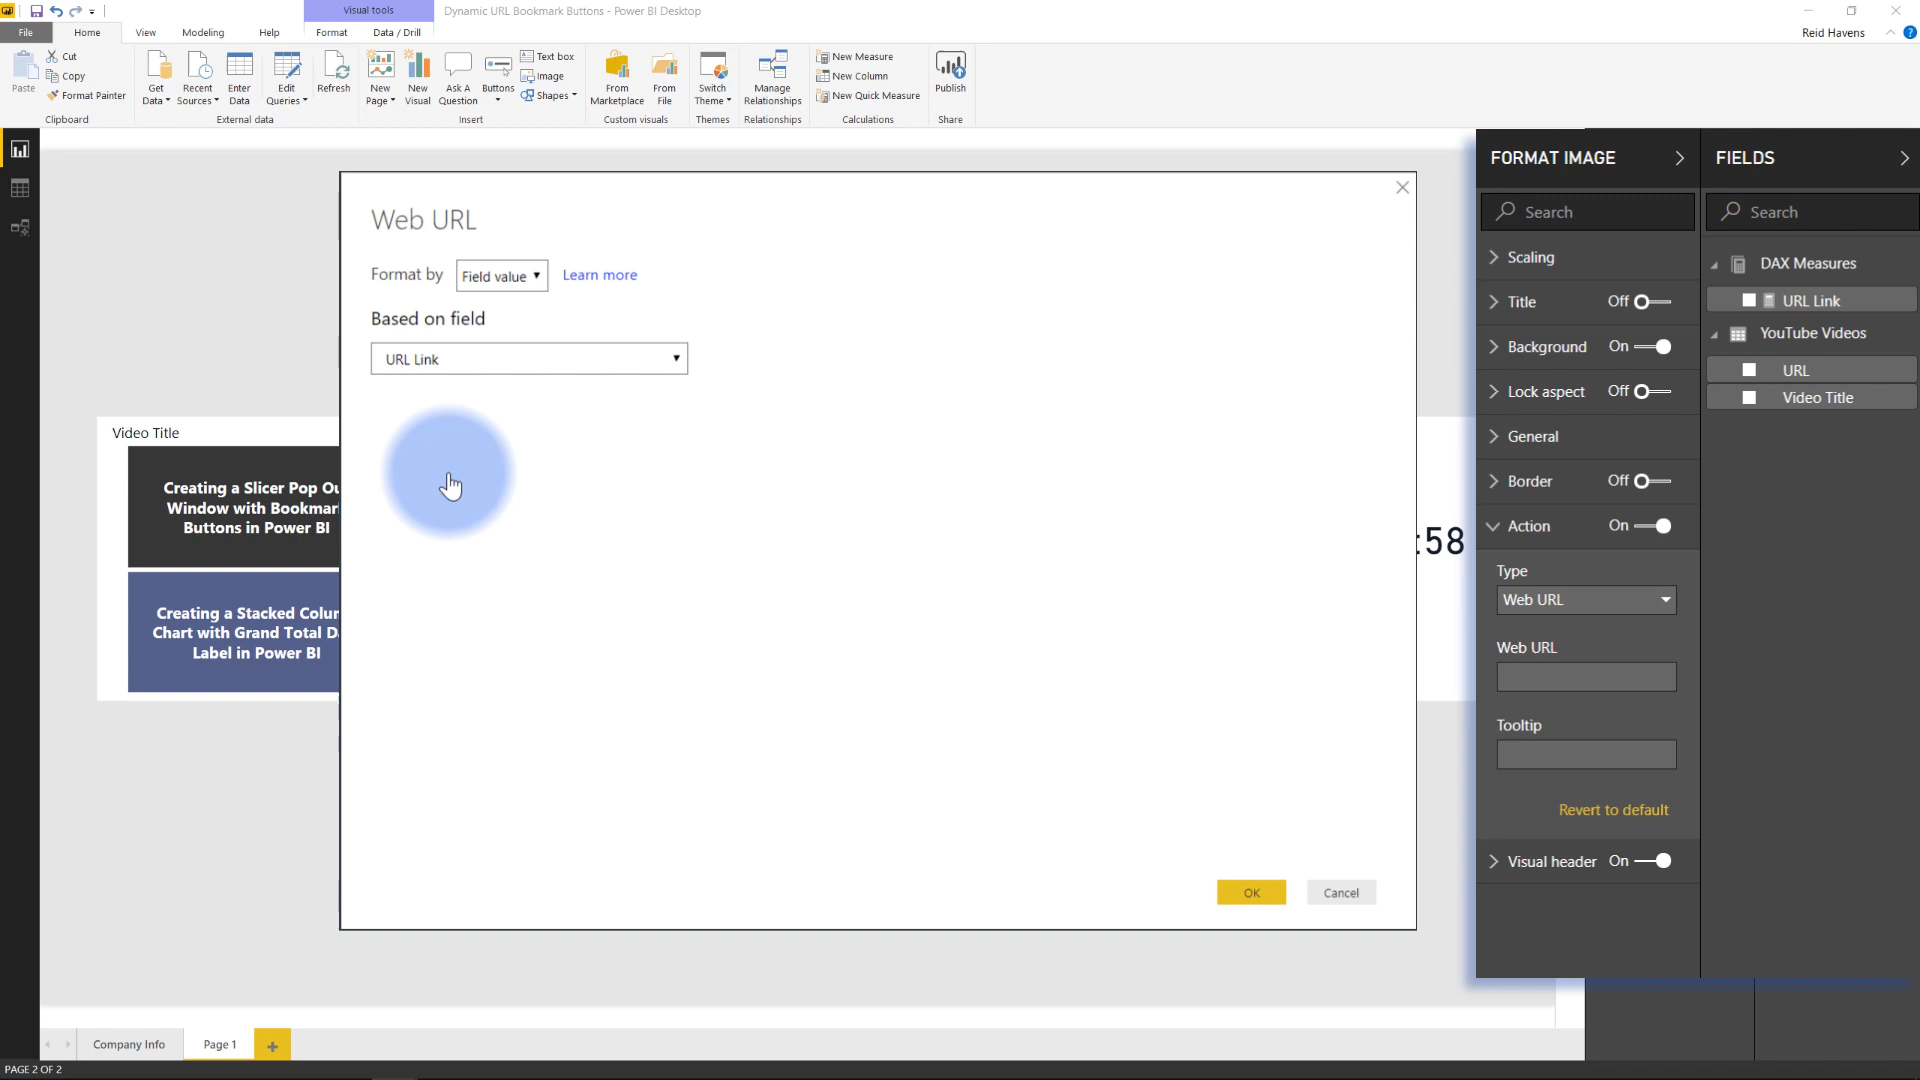 Visual tools
Dynamic URL Bookmark Buttons - Power BI Desktop
File
Home
View
Modeling
Help
Format
Data / Drill
Reid Havens
?
Paste
Cut
Copy
Format Painter
Clipboard
Get Data
Recent Sources
Enter Data
Edit Queries
Refresh
External data
New Page
New Visual
Ask A Question
Buttons
Text box
Image
Shapes
Insert
From Marketplace
From File
Custom visuals
Switch Theme
Themes
Manage Relationships
Relationships
New Measure
New Column
New Quick Measure
Calculations
Publish
Share
Video Title
Creating a Slicer Pop Ou
Window with Bookmar
Buttons in Power BI
Creating a Stacked Colum
Chart with Grand Total D
Label in Power BI
Web URL
Format by
Field value
Learn more
Based on field
URL Link
OK
Cancel
:58
FORMAT IMAGE
Search
Scaling
Title Off
Background On
Lock aspect Off
General
Border Off
Action On
Type
Web URL
Web URL
Tooltip
Revert to default
Visual header On
FIELDS
Search
DAX Measures
URL Link
YouTube Videos
URL
Video Title
Company Info
Page 1
PAGE 2 OF 2